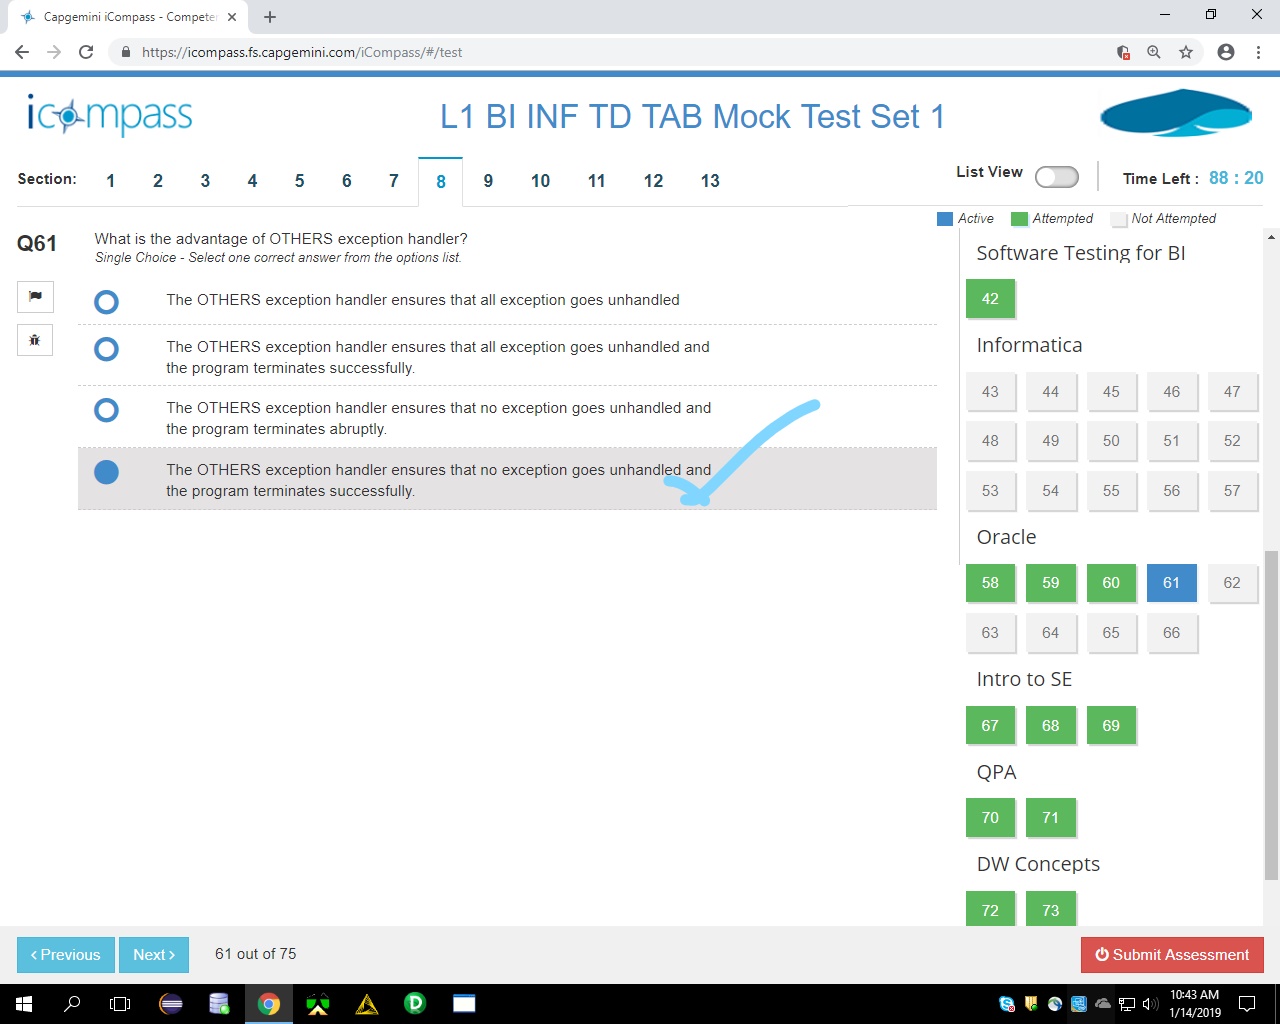 Capgemini iCompass - Competen
https://icompass.fs.capgemini.com/iCompass/#/test
icompass
L1 BI INF TD TAB Mock Test Set 1
Section: 1 2 3 4 5 6 7 8 9 10 11 12 13
List View
Time Left : 88 : 20
Active Attempted Not Attempted
Q61
What is the advantage of OTHERS exception handler?
Single Choice - Select one correct answer from the options list.
The OTHERS exception handler ensures that all exception goes unhandled
The OTHERS exception handler ensures that all exception goes unhandled and
the program terminates successfully.
The OTHERS exception handler ensures that no exception goes unhandled and
the program terminates abruptly.
The OTHERS exception handler ensures that no exception goes unhandled and
the program terminates successfully.
Software Testing for BI
42
Informatica
43 44 45 46 47
48 49 50 51 52
53 54 55 56 57
Oracle
58 59 60 61 62
63 64 65 66
Intro to SE
67 68 69
QPA
70 71
DW Concepts
72 73
Previous Next 61 out of 75
Submit Assessment
10:43 AM
1/14/2019